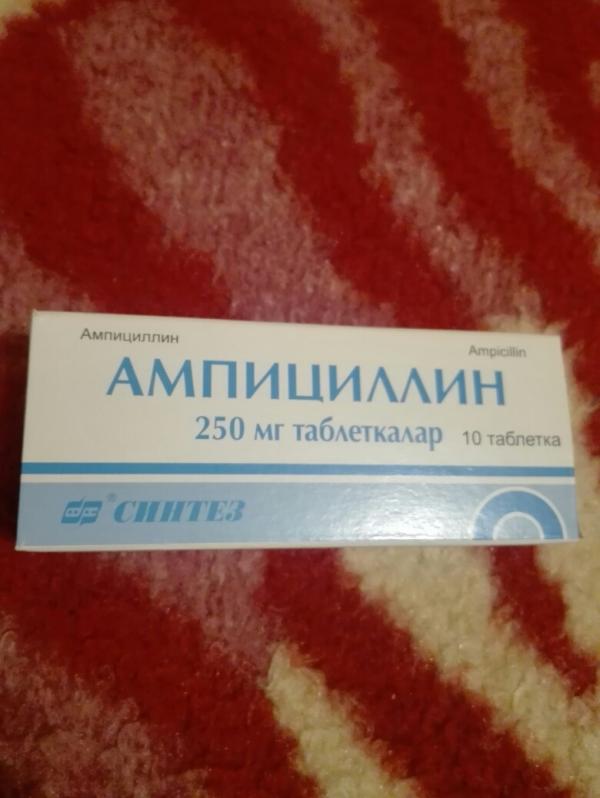 Ампициллин
Ampicillin
АМПИЦИЛЛИН
250 мг таблеткалар 10 таблетка
® СИНТЕЗ